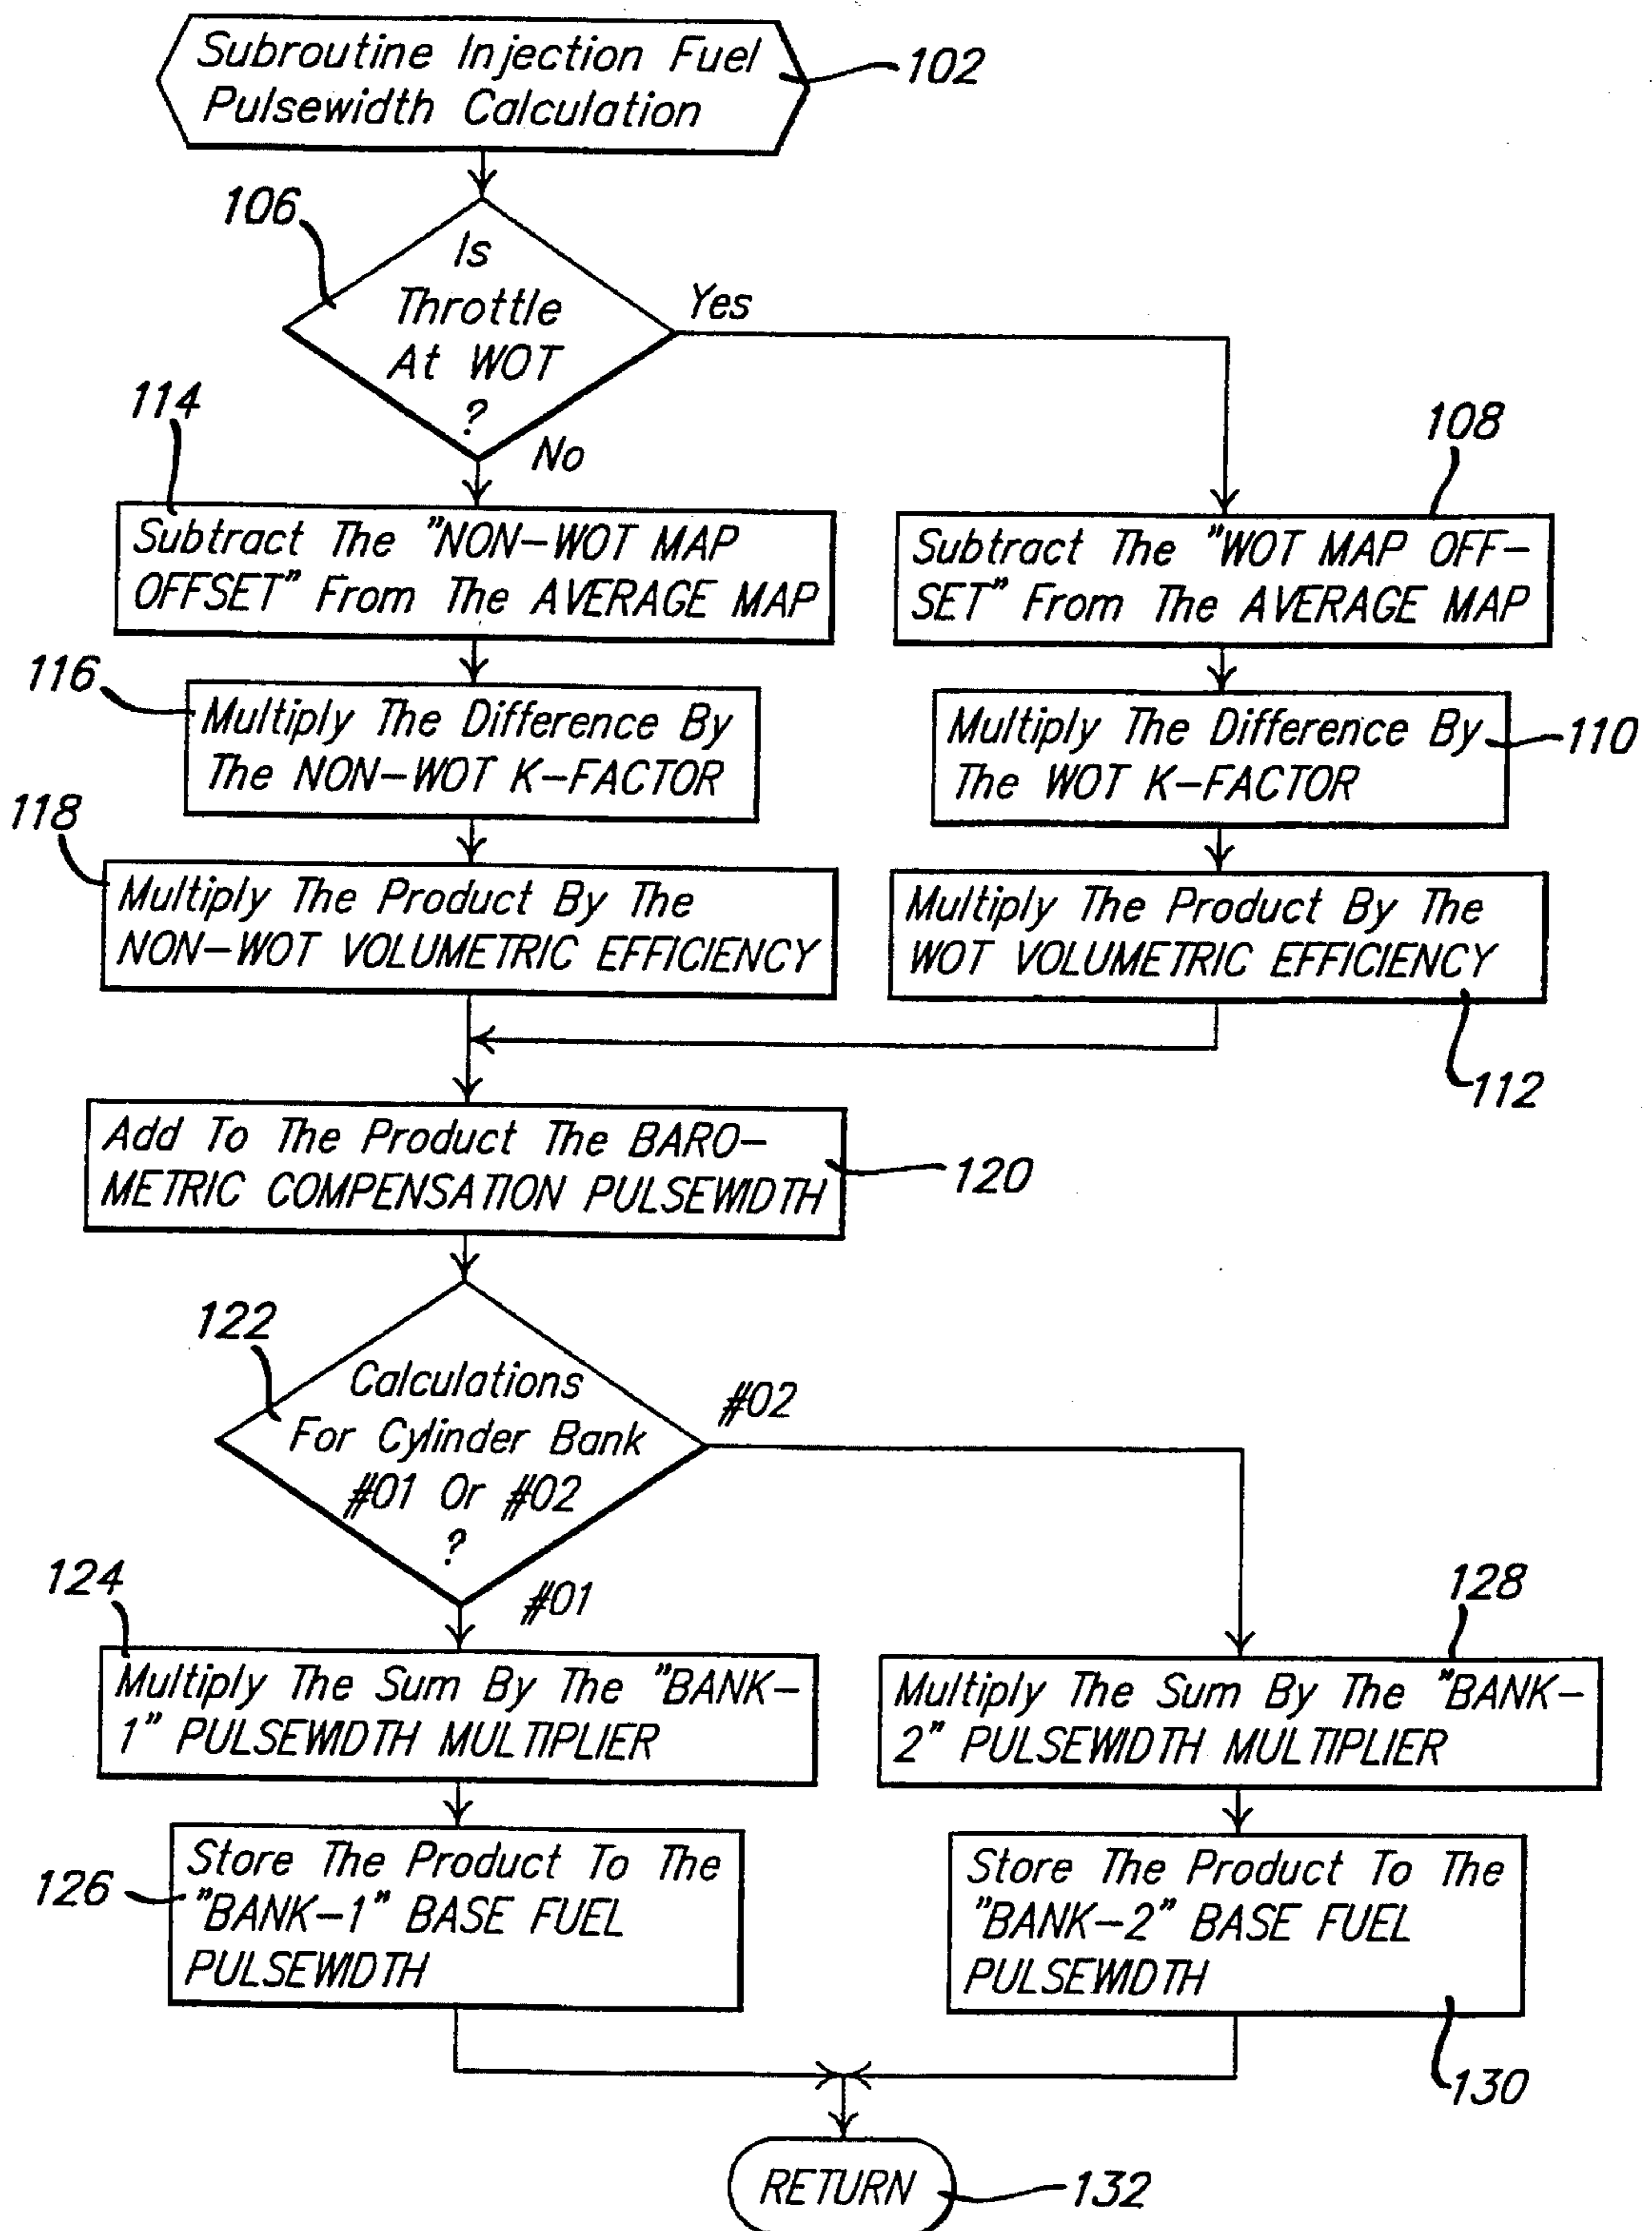 Subroutine Injection Fuel
Pulsewidth Calculation
102
106
Is
Throttle
At WOT
?
Yes
No
114
Subtract The "NON-WOT MAP
OFFSET" From The AVERAGE MAP
108
Subtract The "WOT MAP OFF-
SET" From The AVERAGE MAP
116
Multiply The Difference By
The NON-WOT K-FACTOR
Multiply The Difference By
The WOT K-FACTOR
110
118
Multiply The Product By The
NON-WOT VOLUMETRIC EFFICIENCY
Multiply The Product By The
WOT VOLUMETRIC EFFICIENCY
112
Add To The Product The BARO-
METRIC COMPENSATION PULSEWIDTH
120
122
Calculations
For Cylinder Bank
#01 Or #02
?
#02
#01
124
Multiply The Sum By The "BANK-
1" PULSEWIDTH MULTIPLIER
128
Multiply The Sum By The "BANK-
2" PULSEWIDTH MULTIPLIER
126
Store The Product To The
"BANK-1" BASE FUEL
PULSEWIDTH
Store The Product To The
"BANK-2" BASE FUEL
PULSEWIDTH
130
RETURN
132